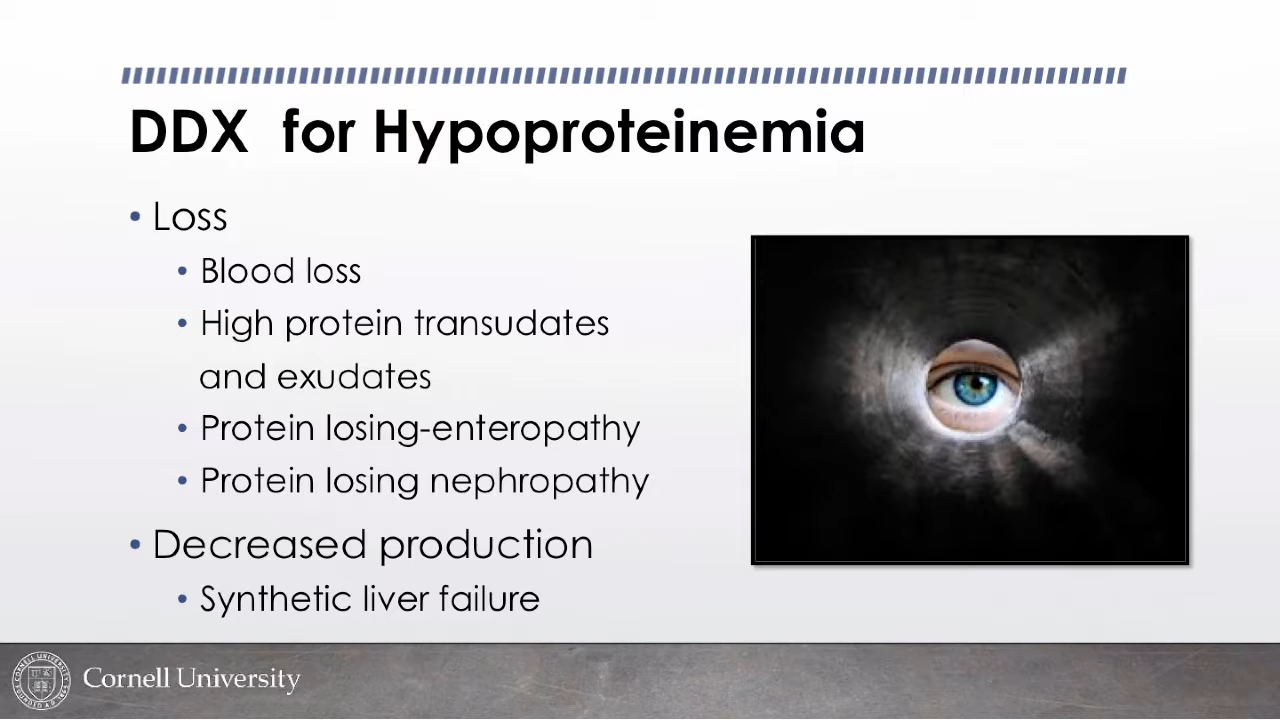 DDX for Hypoproteinemia
• Loss
• Blood loss
• High protein transudates
and exudates
• Protein losing-enteropathy
• Protein losing nephropathy
• Decreased production
• Synthetic liver failure
Cornell University